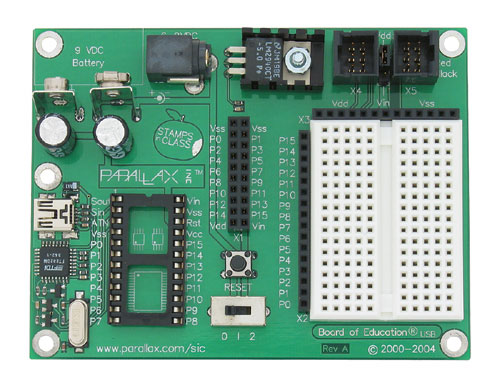 9 VDC
Battery
X4
X5
Vdd
Vin
Vss
STAMPS
in
CLASS
PARALLAX INC ™
X3
Vss
P0
P2
P4
P6
P8
P10
P12
P14
Vdd
Vss
P1
P3
P5
P7
P9
P11
P13
P15
Vin
X1
P15
P14
P13
P12
P11
P10
P9
P8
P7
P6
P5
P4
P3
P2
P1
P0
X2
Sout
Sin
ATN
Vss
P0
P1
P2
P3
P4
P5
P6
P7
Vin
Vss
Rst
Vcc
P15
P14
P13
P12
P11
P10
P9
P8
RESET
0 1 2
www.parallax.com/sic
Board of Education® USB
Rev A
© 2000-2004